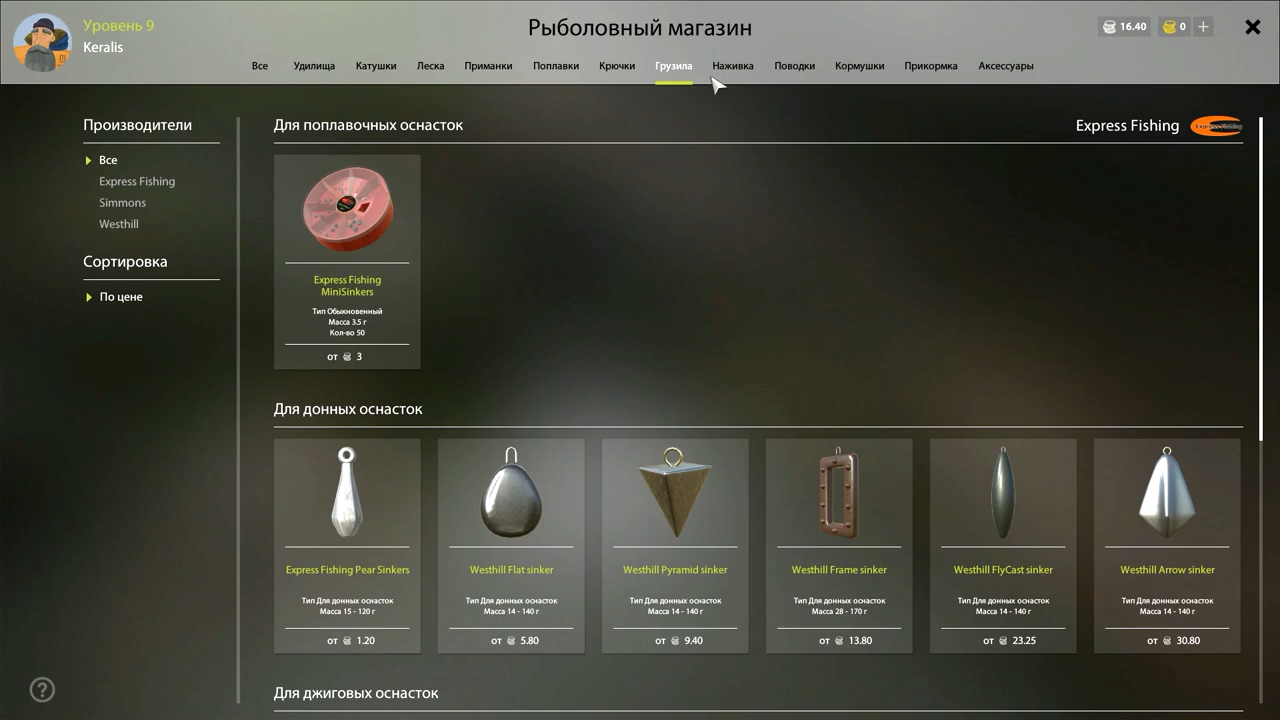 Уровень 9
Keralis
Рыболовный магазин
16.40
0
Все Удилища Катушки Леска Приманки Поплавки Крючки Грузила Наживка Поводки Кормушки Прикормка Аксессуары
Производители
Все
Express Fishing
Simmons
Westhill
Сортировка
По цене
Для поплавочных оснасток
Express Fishing
Express Fishing
Express Fishing
MiniSinkers
Тип Обыкновенный
Масса 3.5 г
Кол-во 50
от 3
Для донных оснасток
Express Fishing Pear Sinkers
Тип Для донных оснасток
Масса 15 - 120 г
от 1.20
Westhill Flat sinker
Тип Для донных оснасток
Масса 14 - 140 г
от 5.80
Westhill Pyramid sinker
Тип Для донных оснасток
Масса 14 - 140 г
от 9.40
Westhill Frame sinker
Тип Для донных оснасток
Масса 28 - 170 г
от 13.80
Westhill FlyCast sinker
Тип Для донных оснасток
Масса 14 - 140 г
от 23.25
Westhill Arrow sinker
Тип Для донных оснасток
Масса 14 - 140 г
от 30.80
Для джиговых оснасток
?